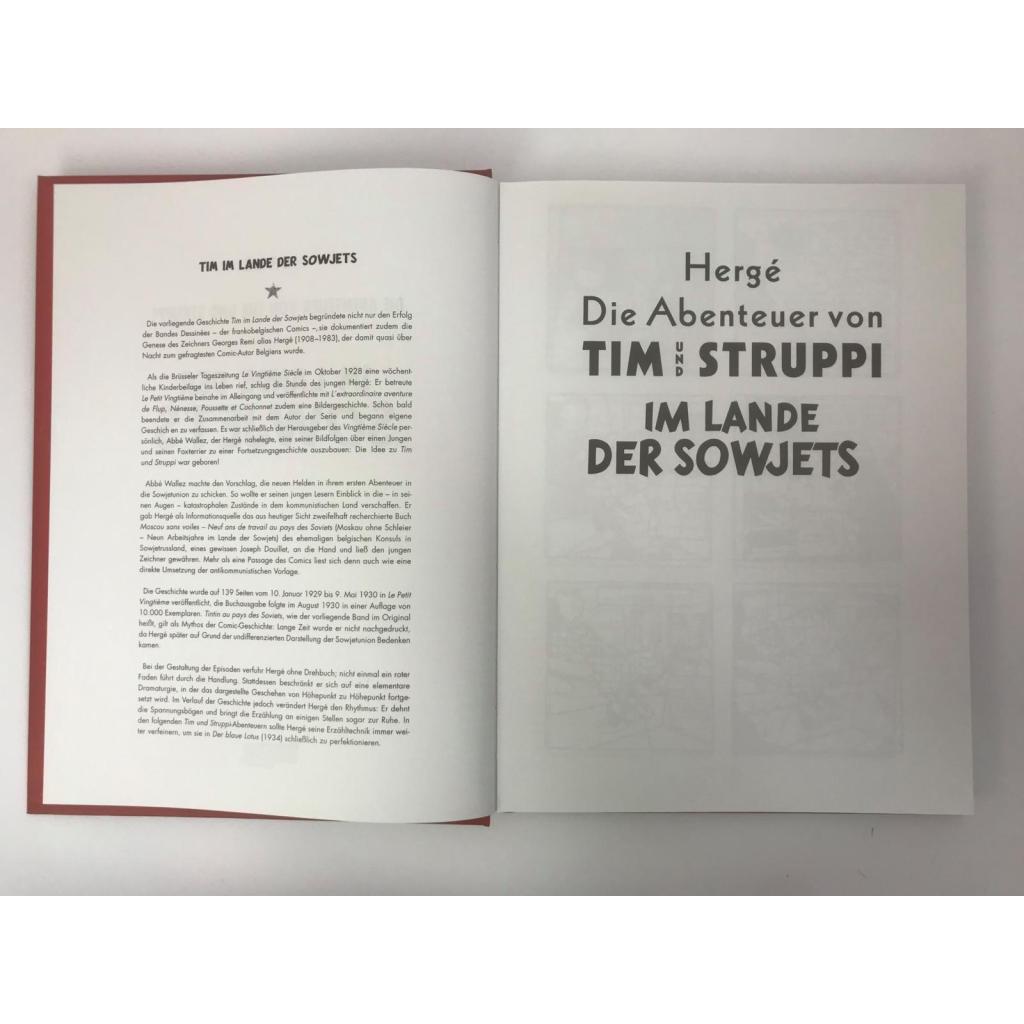 TIM IM LANDE DER SOWJETS
Die vorliegende Geschichte Tim im Lande der Sowjets begründete nicht nur den Erfolg
der Bandes Dessinées – der frankobelgischen Comics –, sie dokumentiert zudem die
Genese des Zeichners Georges Remi alias Hergé (1908–1983), der damit quasi über
Nacht zum gefragtesten Comic-Autor Belgiens wurde.
Als die Brüsseler Tageszeitung Le Vingtième Siècle im Oktober 1928 eine wöchent-
liche Kinderbeilage ins Leben rief, schlug die Stunde des jungen Hergé: Er betreute
Le Petit Vingtième beinahe im Alleingang und veröffentlichte mit L'extraordinaire aventure
de Flup, Nénesse, Poussette et Cochonnet zudem eine Bildergeschichte. Schon bald
beendete er die Zusammenarbeit mit dem Autor der Serie und begann eigene
Geschich en zu verfassen. Es war schließlich der Herausgeber des Vingtième Siècle per-
sönlich, Abbé Wallez, der Hergé nahelegte, eine seiner Bildfolgen über einen Jungen
und seinen Foxterrier zu einer Fortsetzungsgeschichte auszubauen: Die Idee zu Tim
und Struppi war geboren!
Abbé Wallez machte den Vorschlag, die neuen Helden in ihrem ersten Abenteuer in
die Sowjetunion zu schicken. So wollte er seinen jungen Lesern Einblick in die – in sei-
nen Augen – katastrophalen Zustände in dem kommunistischen Land verschaffen. Er
gab Hergé als Informationsquelle das aus heutiger Sicht zweifelhaft recherchierte Buch
Moscou sans voiles – Neuf ans de travail au pays des Soviets (Moskau ohne Schleier
– Neun Arbeitsjahre im Lande der Sowjets) des ehemaligen belgischen Konsuls in
Sowjetrussland, eines gewissen Joseph Douillet, an die Hand und ließ den jungen
Zeichner gewähren. Mehr als eine Passage des Comics liest sich denn auch wie eine
direkte Umsetzung der antikommunistischen Vorlage.
Die Geschichte wurde auf 139 Seiten vom 10. Januar 1929 bis 9. Mai 1930 in Le Petit
Vingtième veröffentlicht, die Buchausgabe folgte im August 1930 in einer Auflage von
10.000 Exemplaren. Tintin au pays des Soviets, wie der vorliegende Band im Original
heißt, gilt als Mythos der Comic-Geschichte: Lange Zeit wurde er nicht nachgedruckt,
da Hergé später auf Grund der undifferenzierten Darstellung der Sowjetunion Bedenken
kamen.
Bei der Gestaltung der Episoden verfuhr Hergé ohne Drehbuch; nicht einmal ein roter
Faden führt durch die Handlung. Stattdessen beschränkt er sich auf eine elementare
Dramaturgie, in der das dargestellte Geschehen von Höhepunkt zu Höhepunkt fortge-
setzt wird. Im Verlauf der Geschichte jedoch verändert Hergé den Rhythmus: Er dehnt
die Spannungsbögen und bringt die Erzählung an einigen Stellen sogar zur Ruhe. In
den folgenden Tim und Struppi-Abenteuern sollte Hergé seine Erzähltechnik immer wei-
ter verfeinern, um sie in Der blaue Lotus (1934) schließlich zu perfektionieren.
Hergé
Die Abenteuer von
TIM UND STRUPPI
IM LANDE
DER SOWJETS